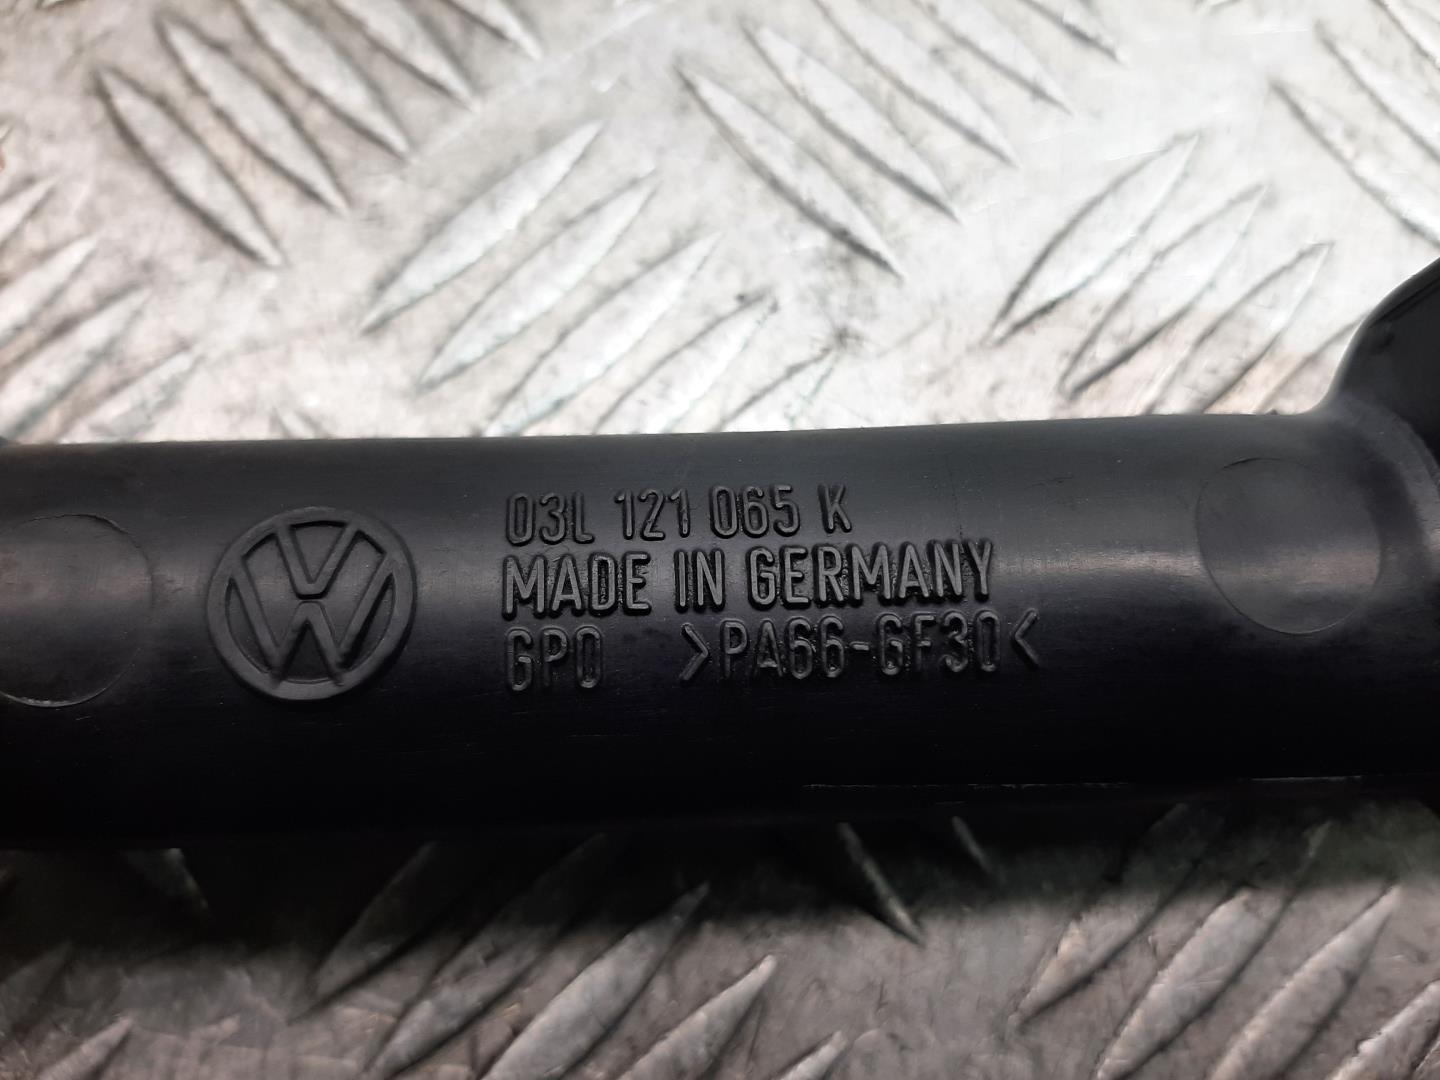 03L 121 065 K
MADE IN GERMANY
GPO >PA66-GF30<